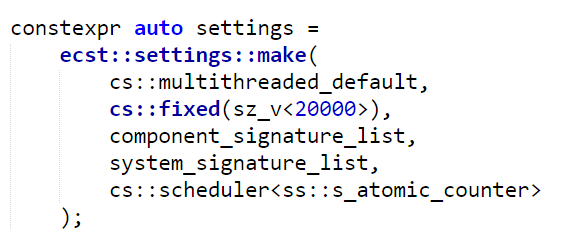 constexpr auto settings =
    ecst::settings::make(
        cs::multithreaded_default,
        cs::fixed(sz_v<20000>),
        component_signature_list,
        system_signature_list,
        cs::scheduler<ss::s_atomic_counter>
    );